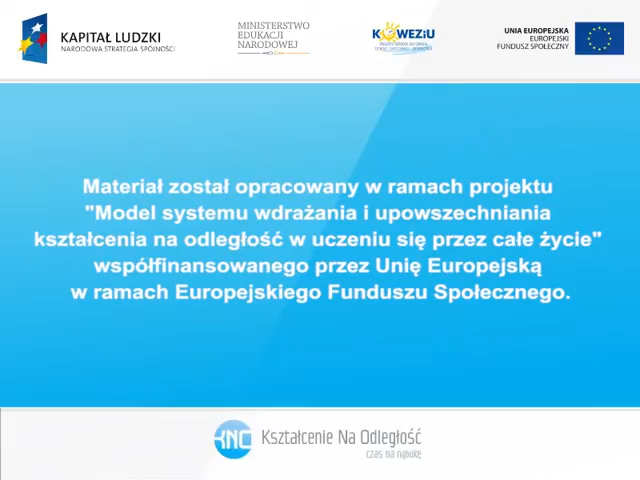 KAPITAŁ LUDZKI
NARODOWA STRATEGIA SPÓJNOŚCI
MINISTERSTWO
EDUKACJI
NARODOWEJ
KOWEZiU
UNIA EUROPEJSKA
EUROPEJSKI
FUNDUSZ SPOŁECZNY
Materiał został opracowany w ramach projektu
"Model systemu wdrażania i upowszechniania
kształcenia na odległość w uczeniu się przez całe życie"
współfinansowanego przez Unię Europejską
w ramach Europejskiego Funduszu Społecznego.
KNO Kształcenie Na Odległość
czas na n@ukę